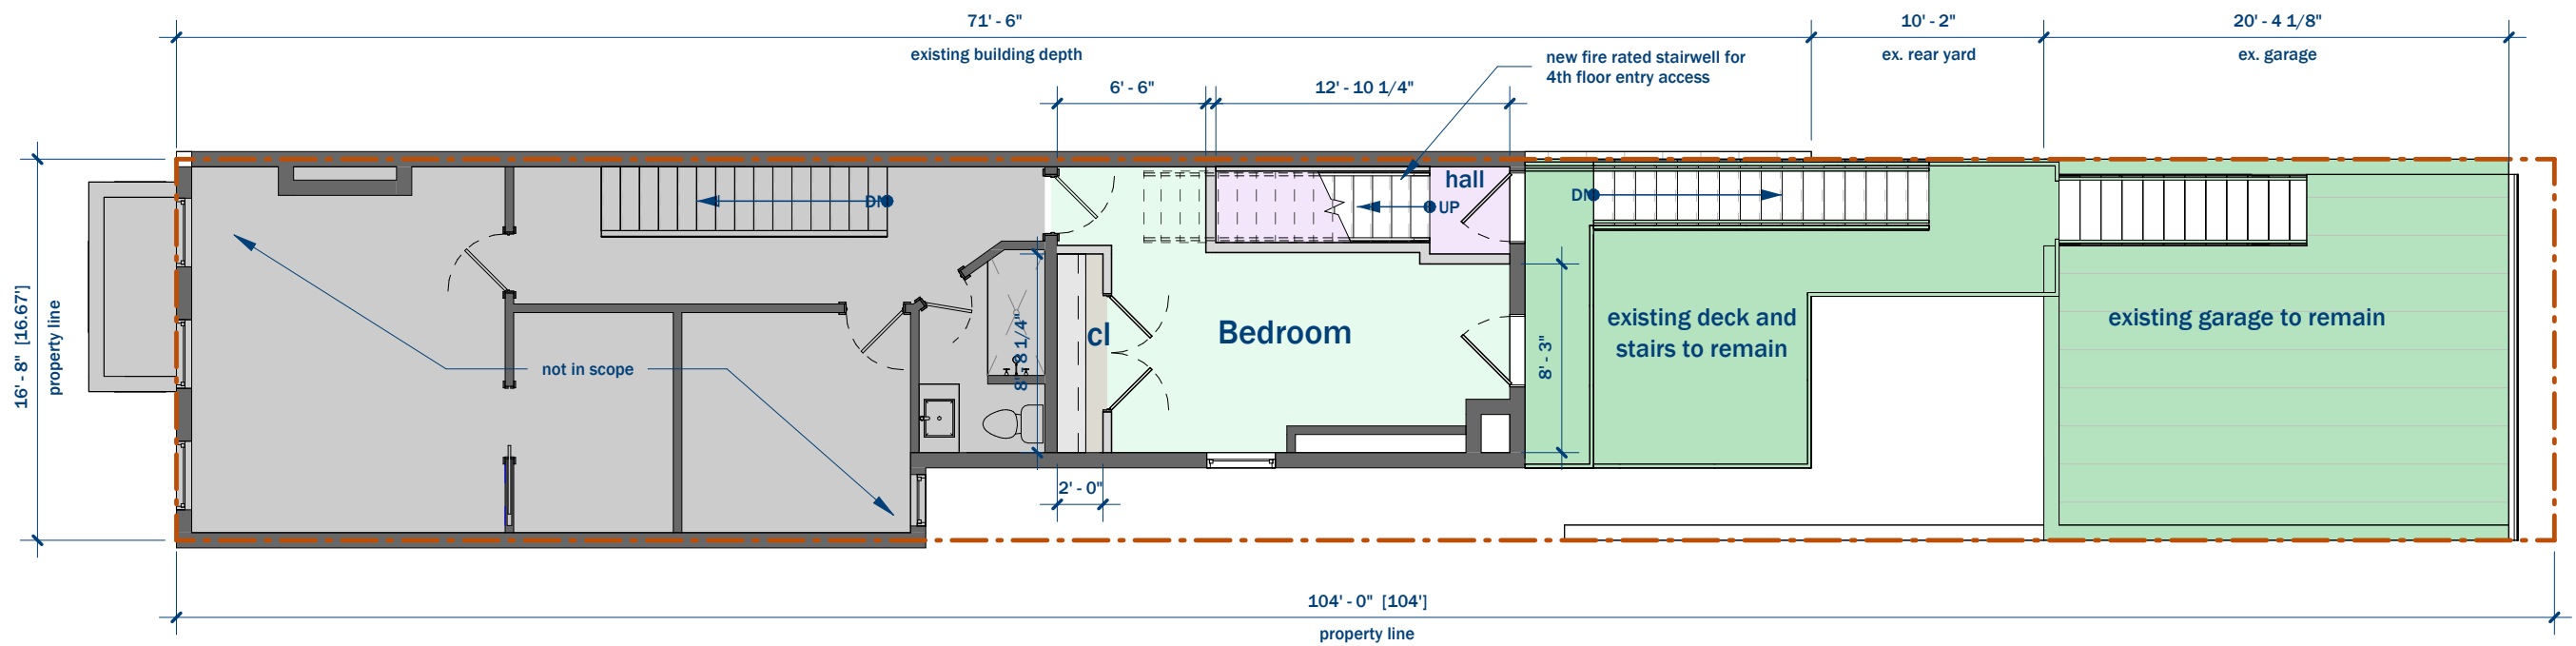 71' - 6"
10' - 2"
20' - 4 1/8"
existing building depth
ex. rear yard
ex. garage
new fire rated stairwell for
4th floor entry access
6' - 6"
12' - 10 1/4"
hall
DN
UP
DN
16' - 8" [16.67']
property line
not in scope
8' - 8 1/4"
cl
Bedroom
8' - 3"
existing deck and
stairs to remain
existing garage to remain
2' - 0"
104' - 0" [104']
property line